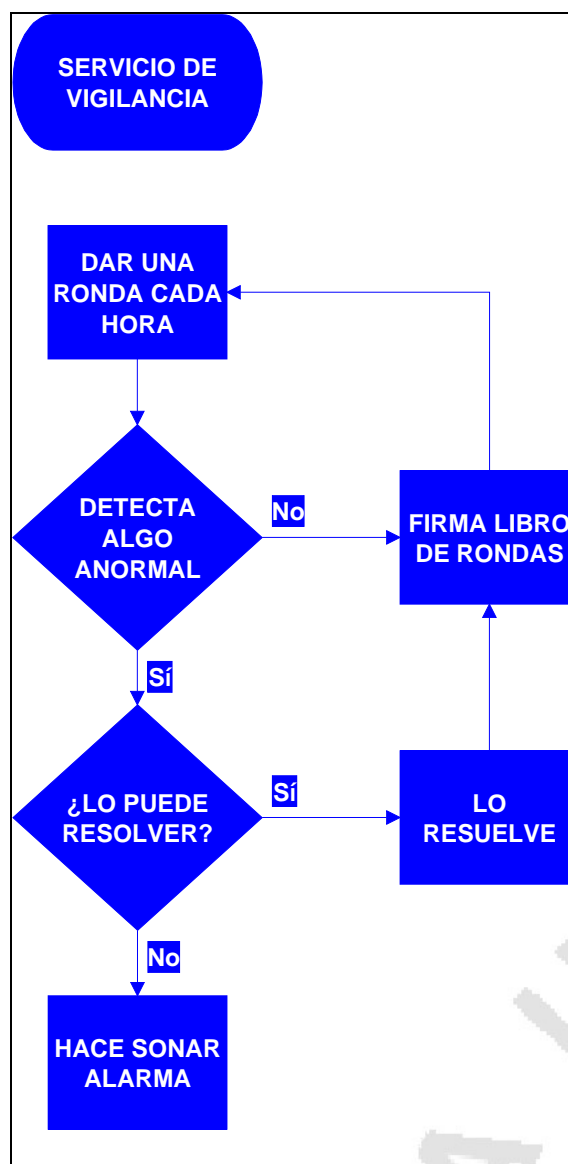 SERVICIO DE
VIGILANCIA
DAR UNA
RONDA CADA
HORA
DETECTA
ALGO
ANORMAL
No
FIRMA LIBRO
DE RONDAS
Sí
¿LO PUEDE
RESOLVER?
Sí
LO
RESUELVE
No
HACE SONAR
ALARMA